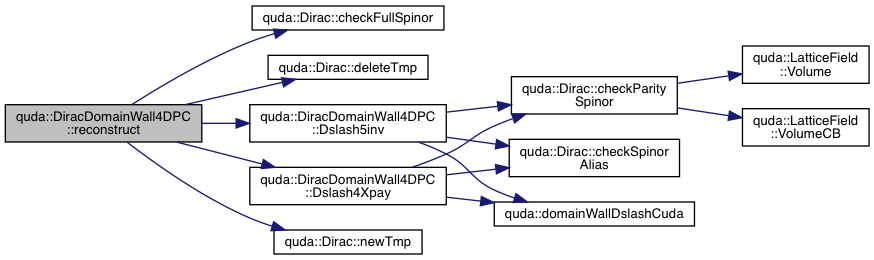 quda::DiracDomainWall4DPC
::reconstruct
quda::Dirac::checkFullSpinor
quda::Dirac::deleteTmp
quda::DiracDomainWall4DPC
::Dslash5inv
quda::DiracDomainWall4DPC
::Dslash4Xpay
quda::Dirac::newTmp
quda::Dirac::checkParity
Spinor
quda::Dirac::checkSpinor
Alias
quda::domainWallDslashCuda
quda::LatticeField
::Volume
quda::LatticeField
::VolumeCB